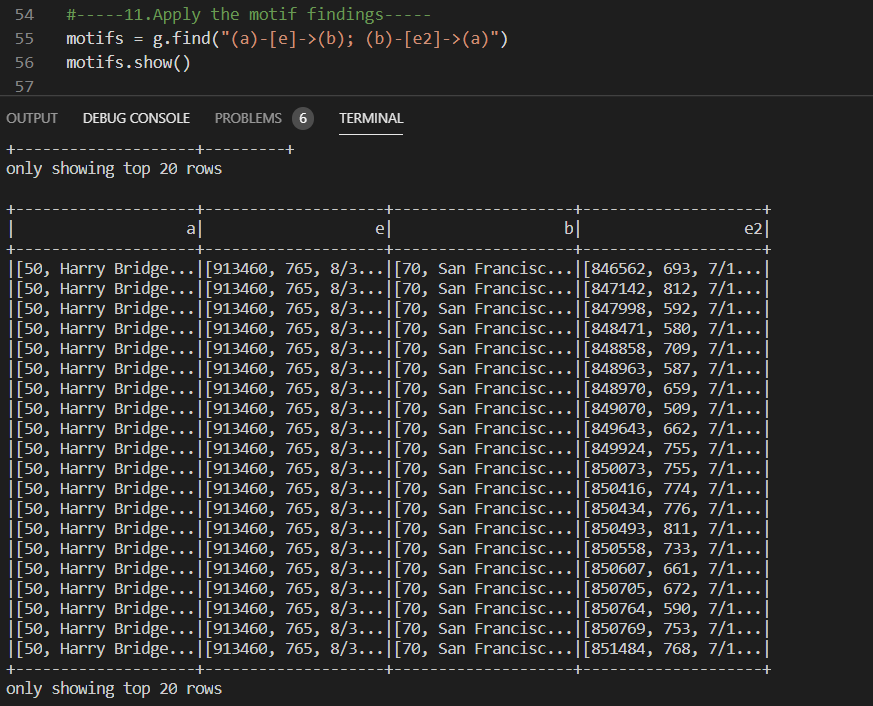 54 #-----11.Apply the motif findings-----
55 motifs = g.find("(a)-[e]->(b); (b)-[e2]->(a)")
56 motifs.show()
57
OUTPUT DEBUG CONSOLE PROBLEMS 6 TERMINAL
+--------------------+---------+
only showing top 20 rows
+--------------------+--------------------+--------------------+--------------------+
|                   a|                   e|                   b|                  e2|
+--------------------+--------------------+--------------------+--------------------+
|[50, Harry Bridge...|[913460, 765, 8/3...|[70, San Francisc...|[846562, 693, 7/1...|
|[50, Harry Bridge...|[913460, 765, 8/3...|[70, San Francisc...|[847142, 812, 7/1...|
|[50, Harry Bridge...|[913460, 765, 8/3...|[70, San Francisc...|[847998, 592, 7/1...|
|[50, Harry Bridge...|[913460, 765, 8/3...|[70, San Francisc...|[848471, 580, 7/1...|
|[50, Harry Bridge...|[913460, 765, 8/3...|[70, San Francisc...|[848858, 709, 7/1...|
|[50, Harry Bridge...|[913460, 765, 8/3...|[70, San Francisc...|[848963, 587, 7/1...|
|[50, Harry Bridge...|[913460, 765, 8/3...|[70, San Francisc...|[848970, 659, 7/1...|
|[50, Harry Bridge...|[913460, 765, 8/3...|[70, San Francisc...|[849070, 509, 7/1...|
|[50, Harry Bridge...|[913460, 765, 8/3...|[70, San Francisc...|[849643, 662, 7/1...|
|[50, Harry Bridge...|[913460, 765, 8/3...|[70, San Francisc...|[849924, 755, 7/1...|
|[50, Harry Bridge...|[913460, 765, 8/3...|[70, San Francisc...|[850073, 755, 7/1...|
|[50, Harry Bridge...|[913460, 765, 8/3...|[70, San Francisc...|[850416, 774, 7/1...|
|[50, Harry Bridge...|[913460, 765, 8/3...|[70, San Francisc...|[850434, 776, 7/1...|
|[50, Harry Bridge...|[913460, 765, 8/3...|[70, San Francisc...|[850493, 811, 7/1...|
|[50, Harry Bridge...|[913460, 765, 8/3...|[70, San Francisc...|[850558, 733, 7/1...|
|[50, Harry Bridge...|[913460, 765, 8/3...|[70, San Francisc...|[850607, 661, 7/1...|
|[50, Harry Bridge...|[913460, 765, 8/3...|[70, San Francisc...|[850705, 672, 7/1...|
|[50, Harry Bridge...|[913460, 765, 8/3...|[70, San Francisc...|[850764, 590, 7/1...|
|[50, Harry Bridge...|[913460, 765, 8/3...|[70, San Francisc...|[850769, 753, 7/1...|
|[50, Harry Bridge...|[913460, 765, 8/3...|[70, San Francisc...|[851484, 768, 7/1...|
+--------------------+--------------------+--------------------+--------------------+
only showing top 20 rows